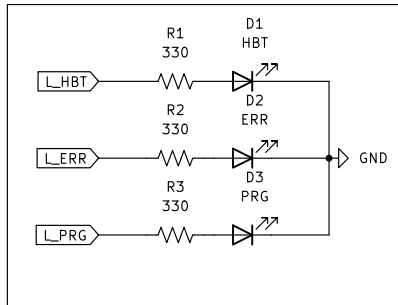 D1
HBT
R1
330
L_HBT
D2
ERR
R2
330
L_ERR
GND
D3
PRG
R3
330
L_PRG